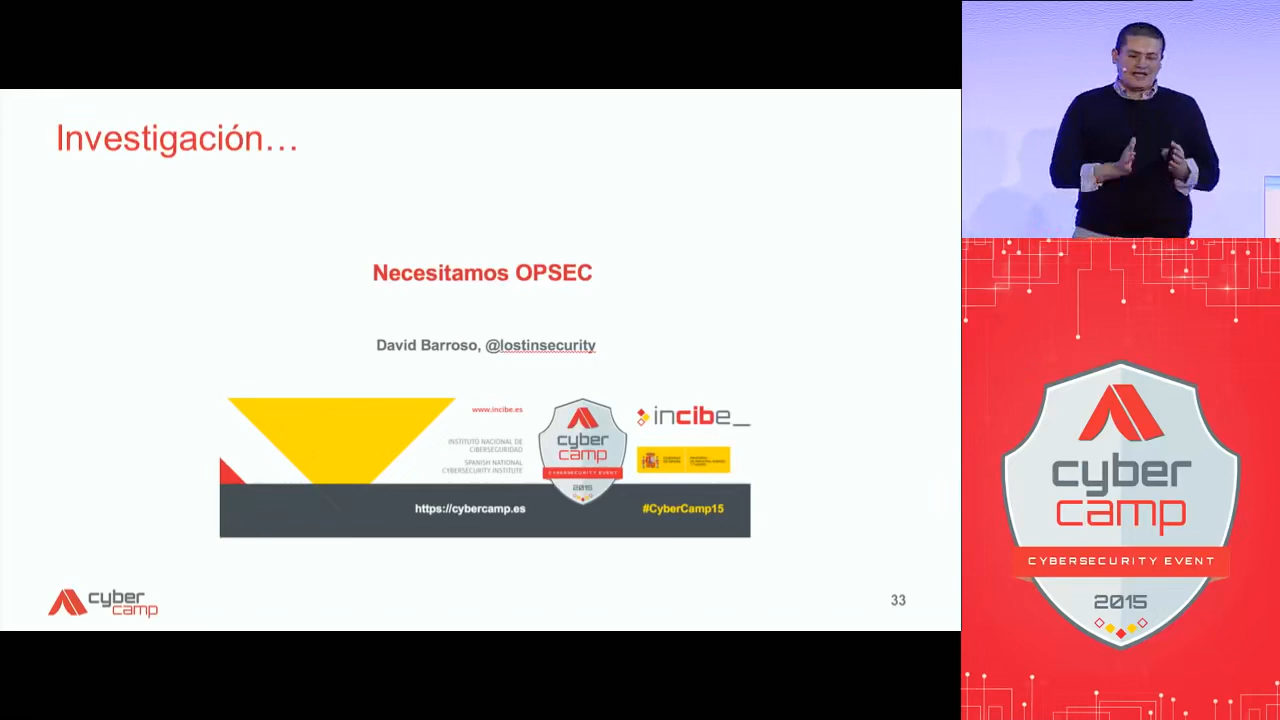 Investigación…
Necesitamos OPSEC
David Barroso, @lostinsecurity
www.incibe.es
INSTITUTO NACIONAL DE
CIBERSEGURIDAD
SPANISH NATIONAL
CYBERSECURITY INSTITUTE
cyber
camp
CYBERSECURITY EVENT
2015
incibe_
https://cybercamp.es
#CyberCamp15
cyber
camp
33
cyber
camp
CYBERSECURITY EVENT
2015